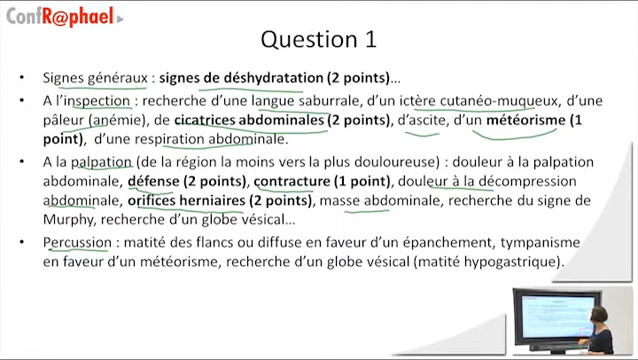 ConfR@phael
Question 1
• Signes généraux : signes de déshydratation (2 points)...
• A l'inspection : recherche d'une langue saburrale, d'un ictère cutanéo-muqueux, d'une
pâleur (anémie), de cicatrices abdominales (2 points), d'ascite, d'un météorisme (1
point), d'une respiration abdominale.
• A la palpation (de la région la moins vers la plus douloureuse) : douleur à la palpation
abdominale, défense (2 points), contracture (1 point), douleur à la décompression
abdominale, orifices herniaires (2 points), masse abdominale, recherche du signe de
Murphy, recherche d'un globe vésical...
• Percussion : matité des flancs ou diffuse en faveur d'un épanchement, tympanisme
en faveur d'un météorisme, recherche d'un globe vésical (matité hypogastrique).